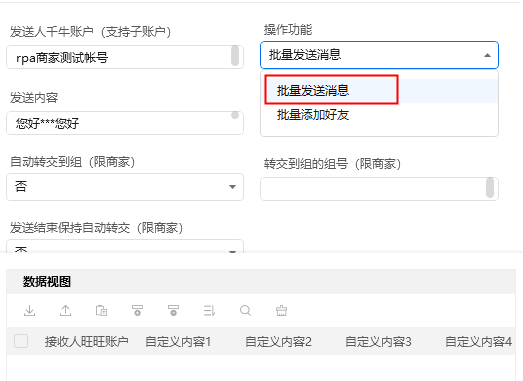 发送人千牛账户（支持子账户）
操作功能
rpa商家测试帐号
批量发送消息
批量发送消息
批量添加好友
发送内容
您好***您好
自动转交到组（限商家）
转交到组的组号（限商家）
否
发送结束保持自动转交（限商家）
否
数据视图
接收人旺旺账户 自定义内容1 自定义内容2 自定义内容3 自定义内容4